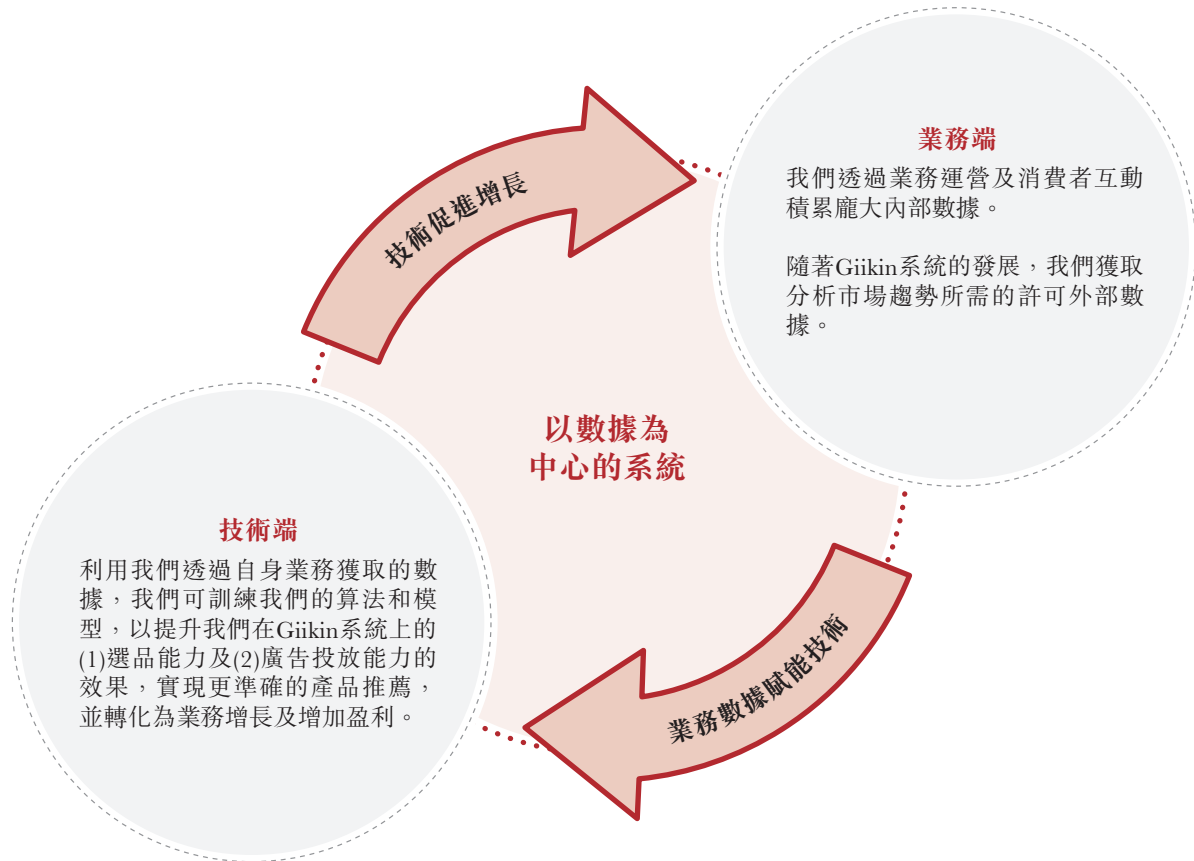 技術促進增長
業務端
我們透過業務運營及消費者互動
積累龐大內部數據。
隨著Giikin系統的發展，我們獲取
分析市場趨勢所需的許可外部數
據。
以數據為
中心的系統
技術端
利用我們透過自身業務獲取的數
據，我們可訓練我們的算法和模
型，以提升我們在Giikin系統上的
(1)選品能力及(2)廣告投放能力的
效果，實現更準確的產品推薦，
並轉化為業務增長及增加盈利。
業務數據賦能技術